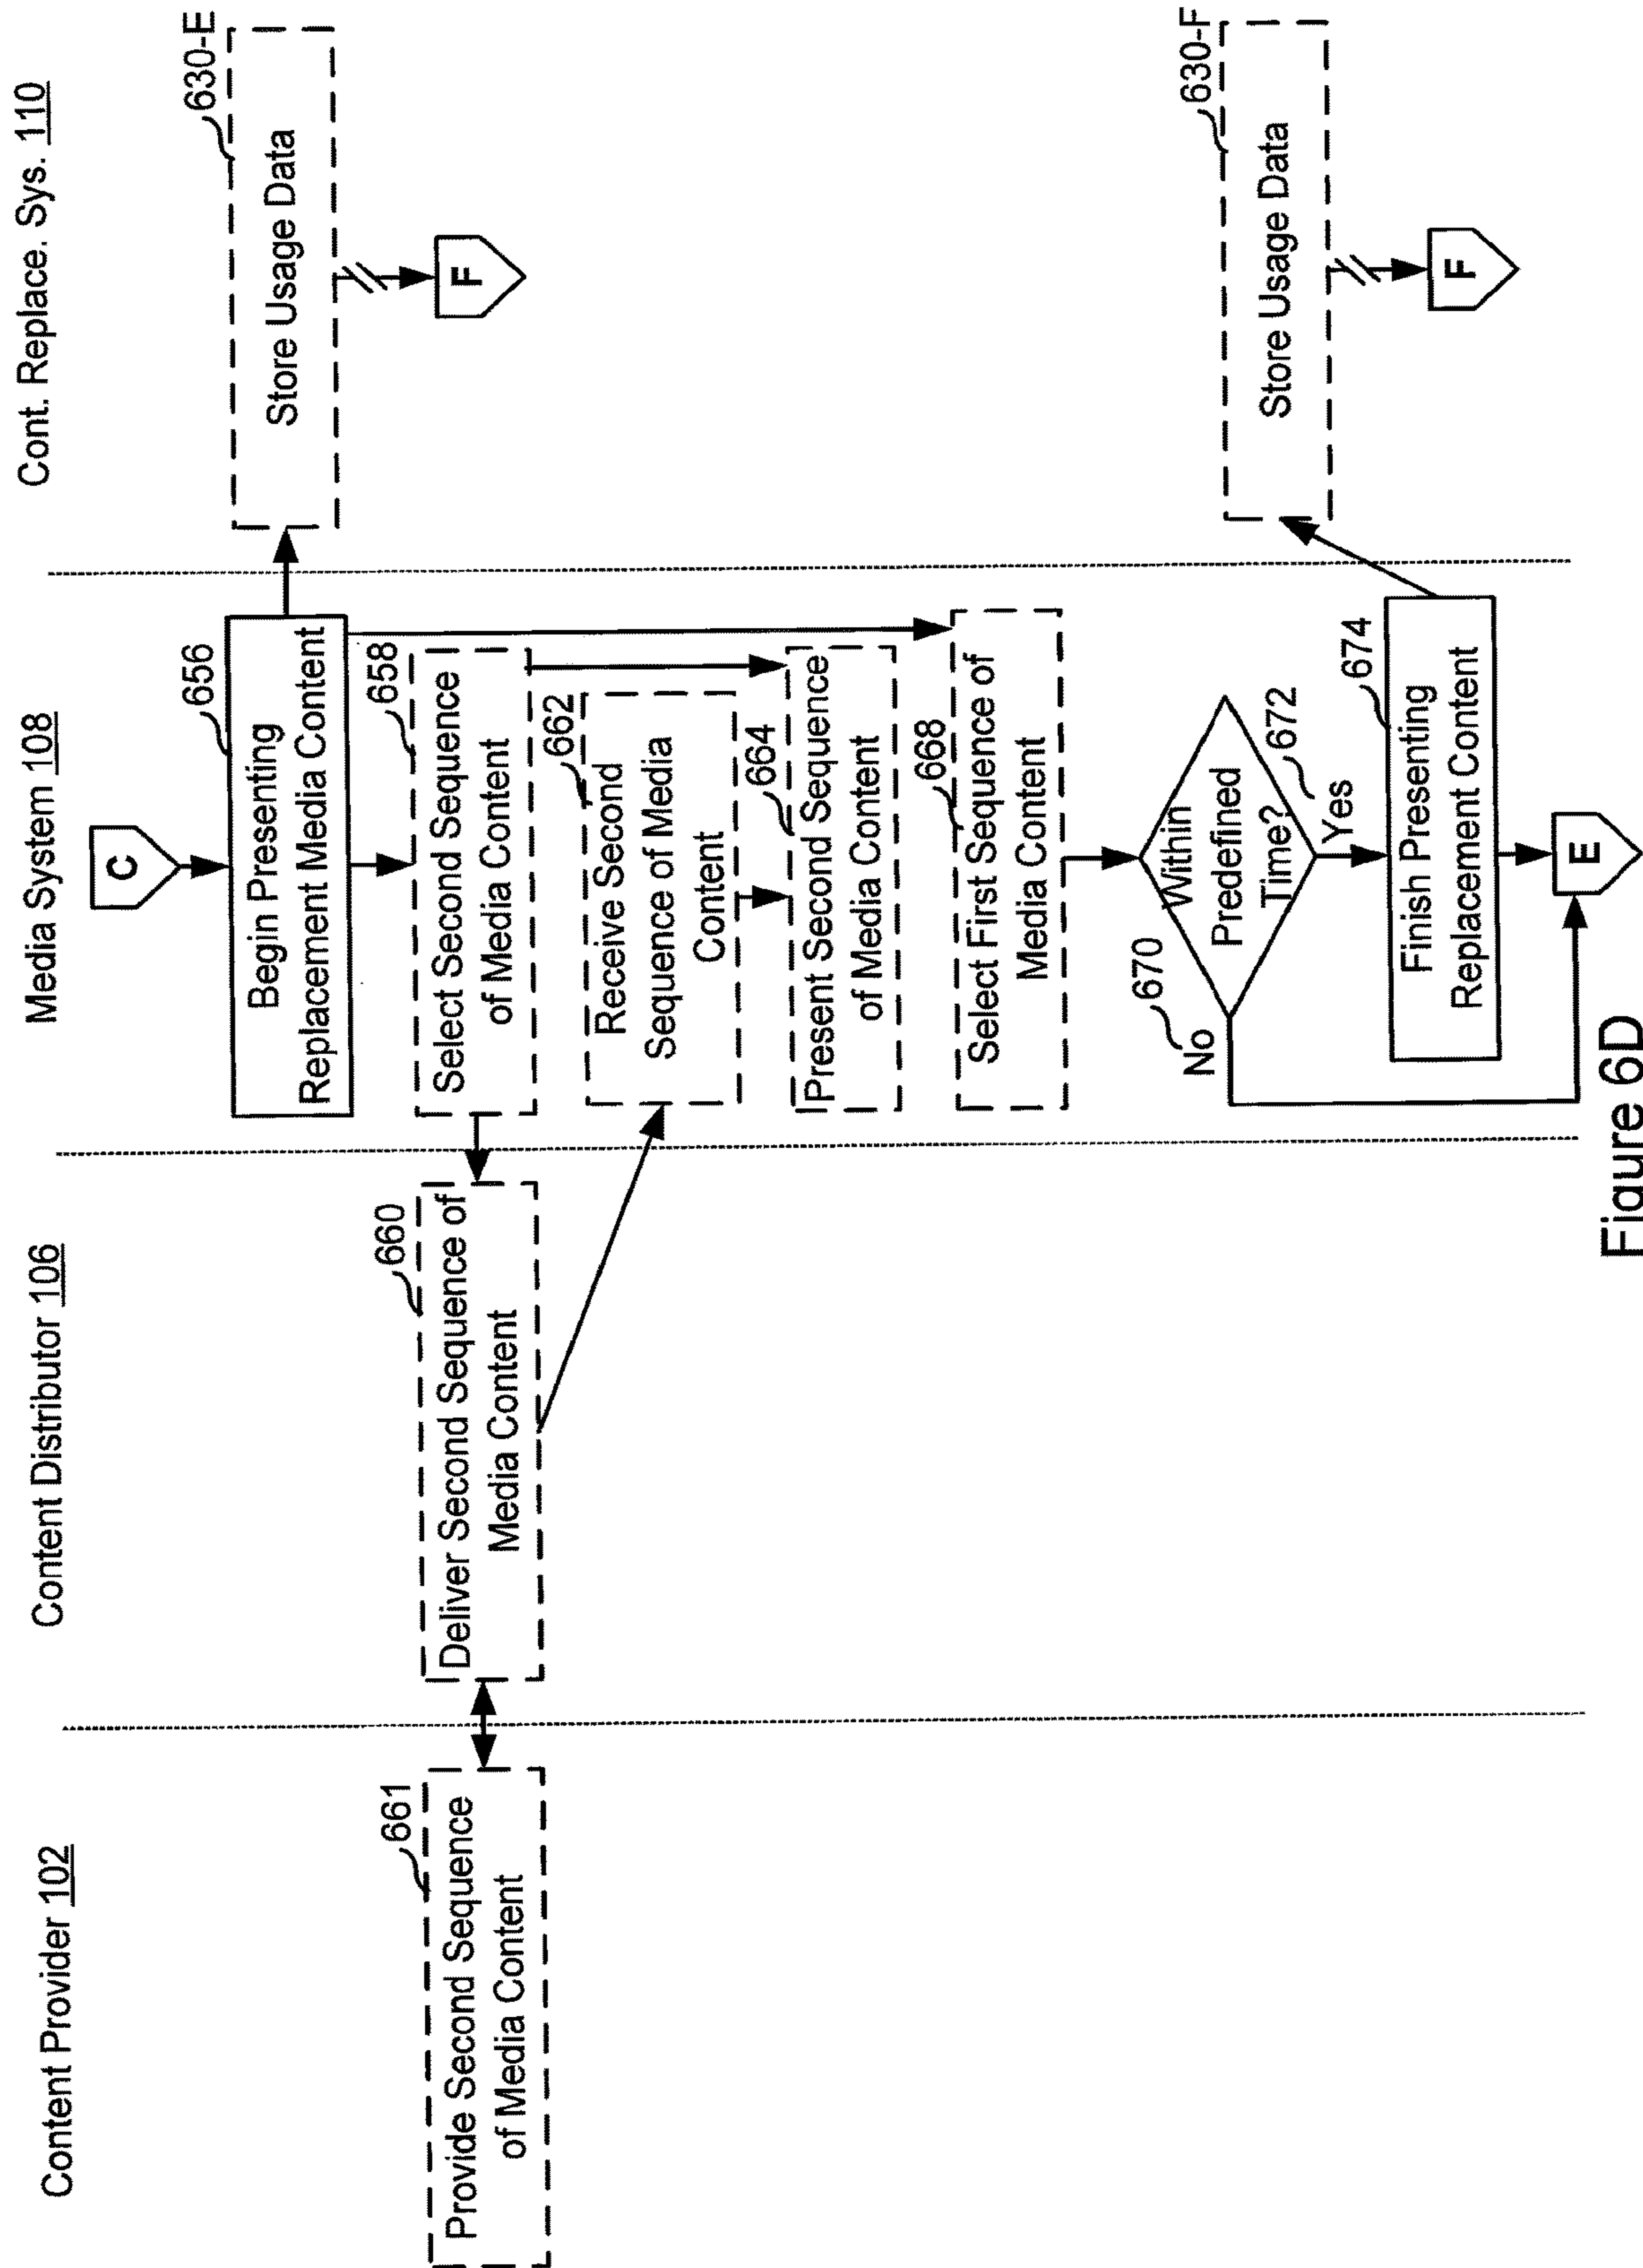 Content Provider 102
Content Distributor 106
Media System 108
Cont. Replace. Sys. 110
C
656
Begin Presenting
Replacement Media Content
630-E
Store Usage Data
F
658
Select Second Sequence
of Media Content
660
Deliver Second Sequence of
Media Content
661
Provide Second Sequence
of Media Content
662
Receive Second
Sequence of Media
Content
664
Present Second Sequence
of Media Content
668
Select First Sequence of
Media Content
Within
Predefined
Time?
670
No
672
Yes
674
Finish Presenting
Replacement Content
630-F
Store Usage Data
F
E
Figure 6D